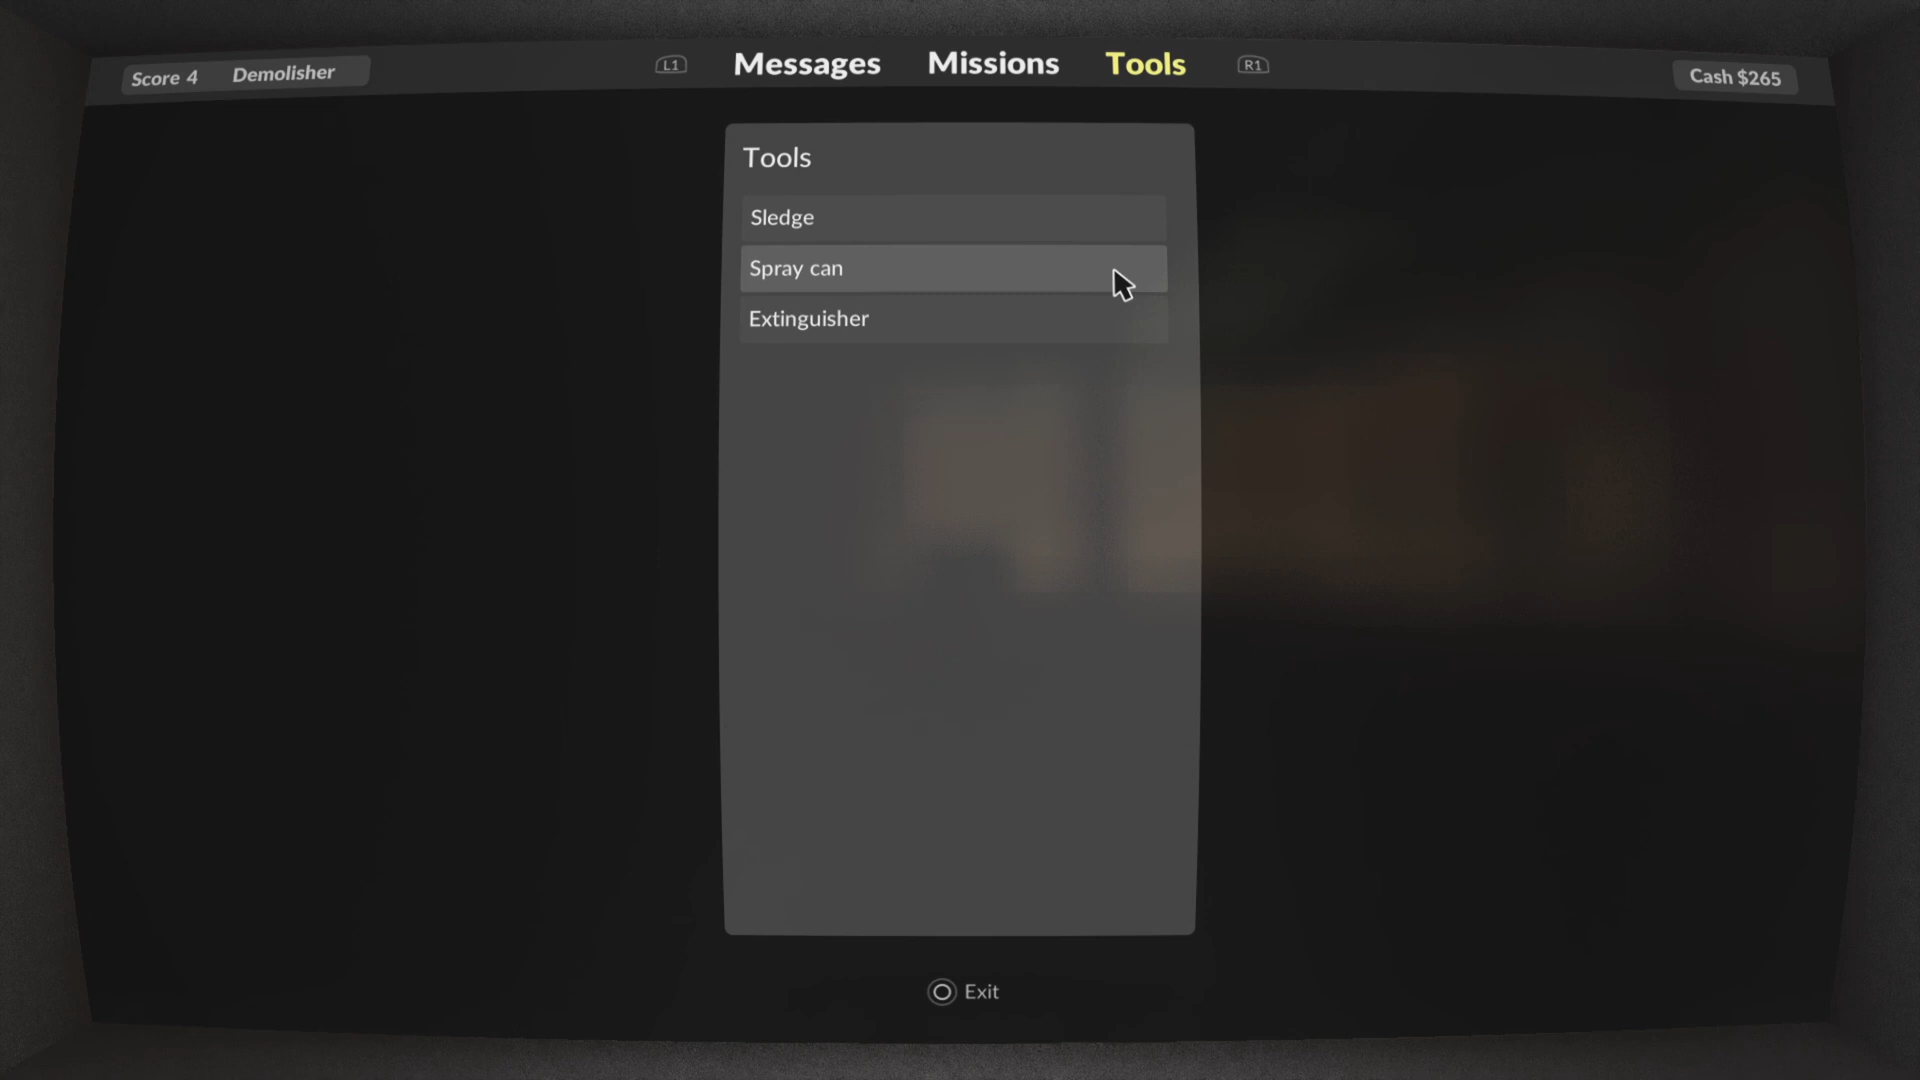 Score 4 Demolisher
L1 Messages Missions Tools R1
Cash $265
Tools
Sledge
Spray can
Extinguisher
Exit